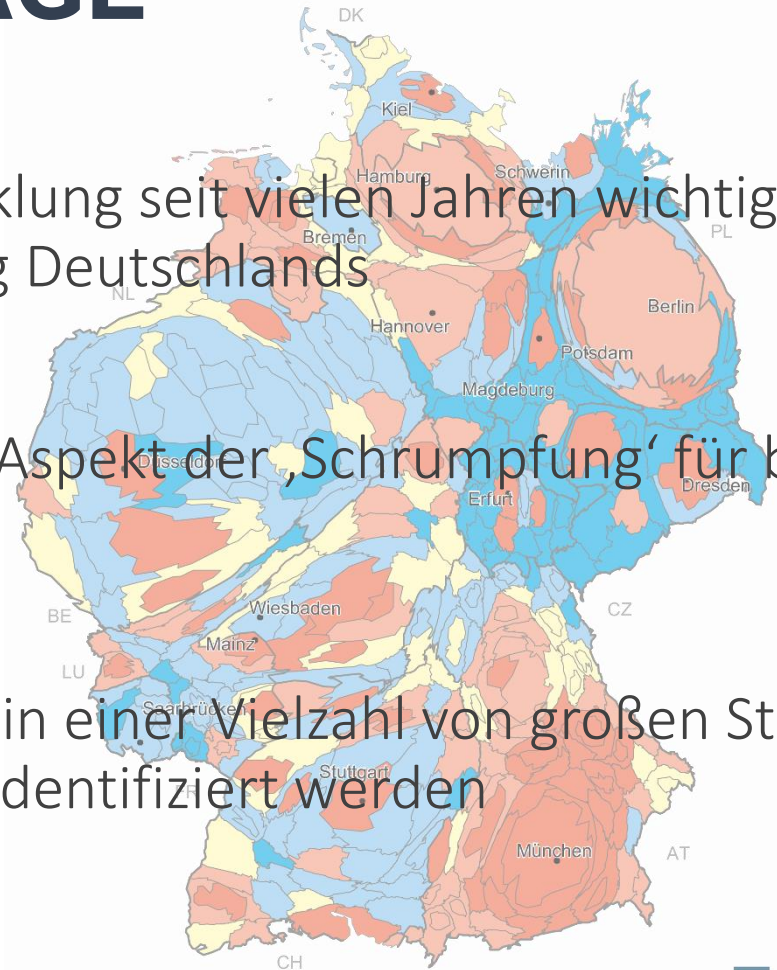 AGE
DK
Kiel
Hamburg
Schwerin
klung seit vielen Jahren wichtig
Bremen
PL
g Deutschlands
NL
Berlin
Hannover
Potsdam
Magdeburg
Aspekt der ‚Schrumpfung‘ für b
Düsseldorf
Dresden
Erfurt
BE
Wiesbaden
CZ
Mainz
LU
Saarbrücken
in einer Vielzahl von großen St
Stuttgart
FR
dentifiziert werden
München
AT
CH